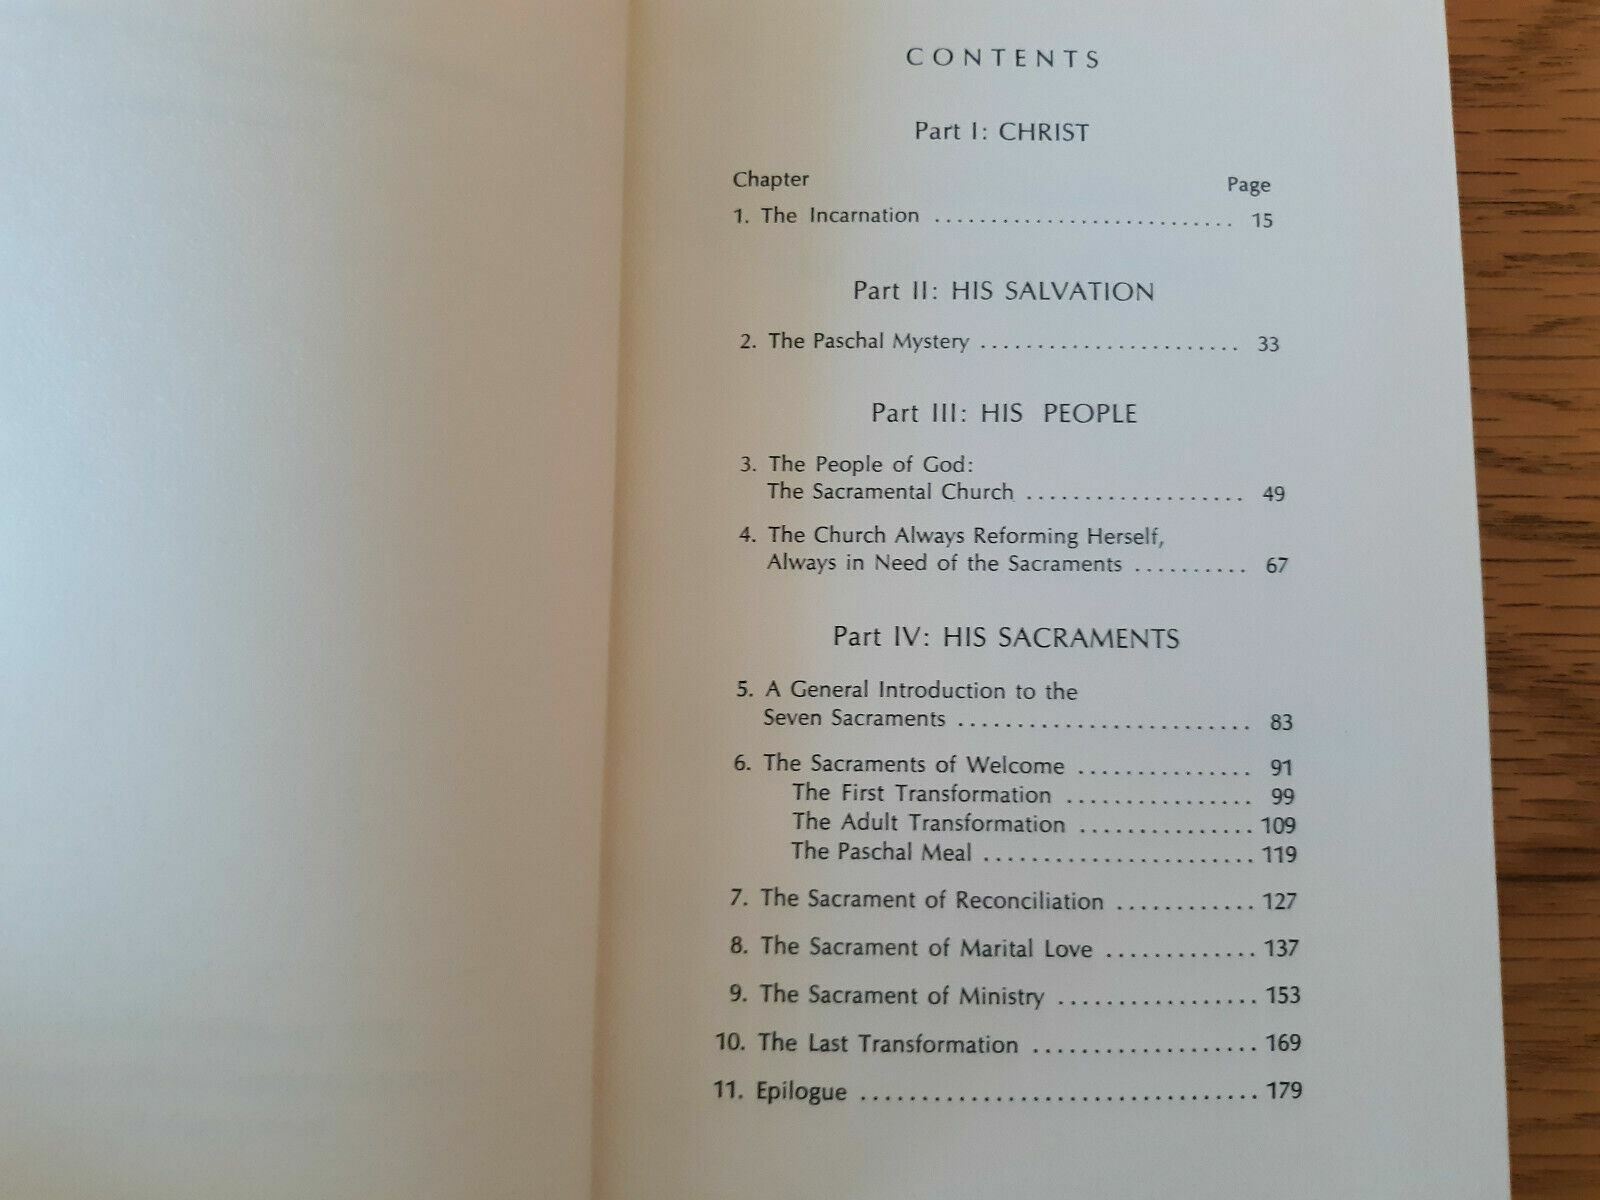 CONTENTS
Part I: CHRIST
Chapter Page
1. The Incarnation .......................... 15
Part II: HIS SALVATION
2. The Paschal Mystery ....................... 33
Part III: HIS PEOPLE
3. The People of God:
The Sacramental Church ................... 49
4. The Church Always Reforming Herself,
Always in Need of the Sacraments .......... 67
Part IV: HIS SACRAMENTS
5. A General Introduction to the
Seven Sacraments ......................... 83
6. The Sacraments of Welcome ............... 91
The First Transformation ................ 99
The Adult Transformation ............... 109
The Paschal Meal ....................... 119
7. The Sacrament of Reconciliation ............ 127
8. The Sacrament of Marital Love ............. 137
9. The Sacrament of Ministry ................. 153
10. The Last Transformation ................... 169
11. Epilogue ................................. 179